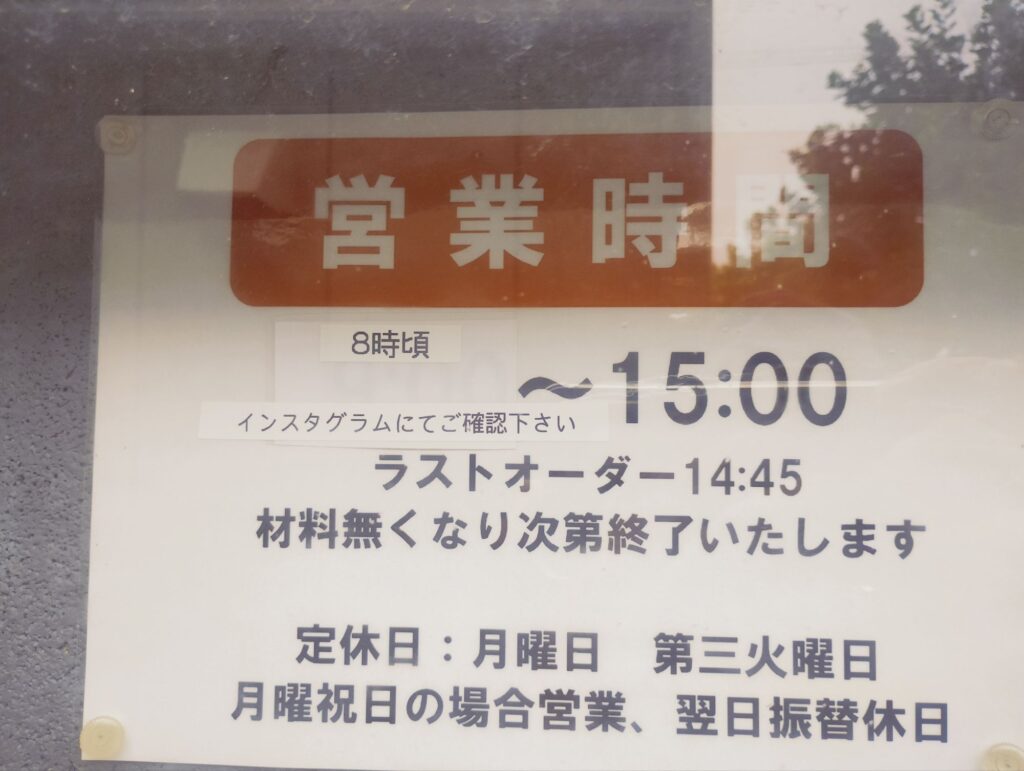 営業時間
8時頃
～15:00
インスタグラムにてご確認下さい
ラストオーダー14:45
材料無くなり次第終了いたします
定休日：月曜日　第三火曜日
月曜祝日の場合営業、翌日振替休日